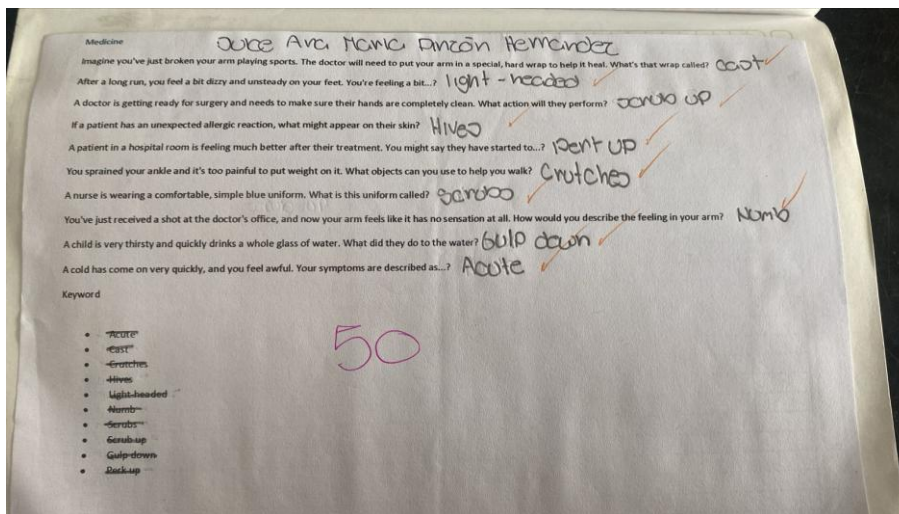 Medicine Dulce Ana Maria Pinzón Hernandez
Imagine you've just broken your arm playing sports. The doctor will need to put your arm in a special, hard wrap to help it heal. What's that wrap called? cast
After a long run, you feel a bit dizzy and unsteady on your feet. You're feeling a bit...? light - headed
A doctor is getting ready for surgery and needs to make sure their hands are completely clean. What action will they perform? scrub up
If a patient has an unexpected allergic reaction, what might appear on their skin? Hives
A patient in a hospital room is feeling much better after their treatment. You might say they have started to...? Perk up
You sprained your ankle and it's too painful to put weight on it. What objects can you use to help you walk? Crutches
A nurse is wearing a comfortable, simple blue uniform. What is this uniform called? Scrubs
You've just received a shot at the doctor's office, and now your arm feels like it has no sensation at all. How would you describe the feeling in your arm? Numb
A child is very thirsty and quickly drinks a whole glass of water. What did they do to the water? Gulp down
A cold has come on very quickly, and you feel awful. Your symptoms are described as...? Acute
Keyword
Acute
Cast
Crutches
Hives
Light-headed
Numb
Scrubs
Scrub up
Gulp down
Perk up
50